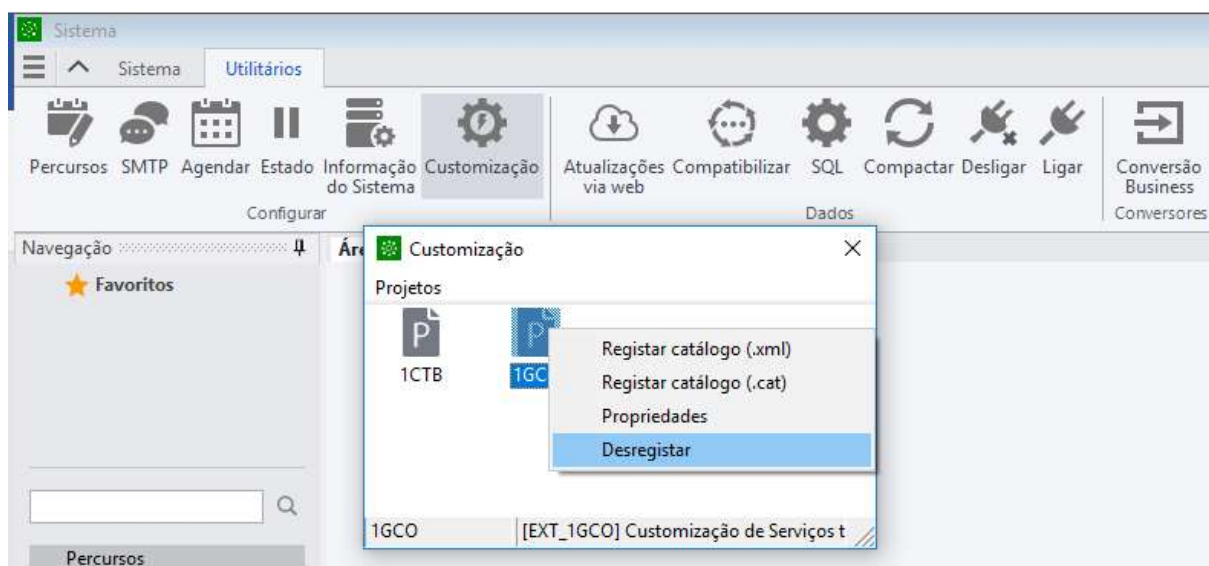 Sistema
Sistema Utilitários
Percursos SMTP Agendar Estado Informação Customização Atualizações Compatibilizar SQL Compactar Desligar Ligar Conversão
do Sistema via web Business
Configurar Dados Conversores
Navegação
Favoritos
Customização
Projetos
P P
1CTB
Registar catálogo (.xml)
Registar catálogo (.cat)
Propriedades
Desregistar
1GCO [EXT_1GCO] Customização de Serviços t
Percursos